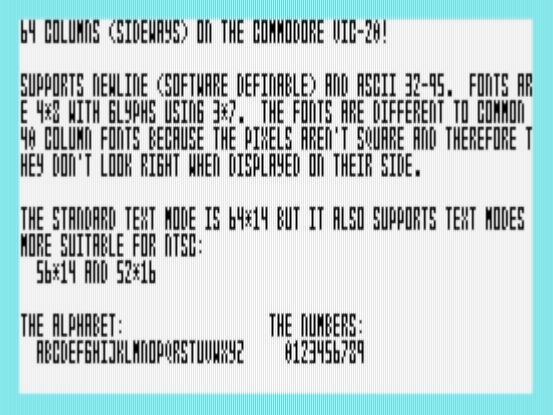 64 COLUMNS (SIDEWAYS) ON THE COMMODORE VIC-20!
SUPPORTS NEWLINE (SOFTWARE DEFINABLE) AND ASCII 32-95. FONTS AR
E 4*8 WITH GLYPHS USING 3*7. THE FONTS ARE DIFFERENT TO COMMON
40 COLUMN FONTS BECAUSE THE PIXELS AREN'T SQUARE AND THEREFORE T
HEY DON'T LOOK RIGHT WHEN DISPLAYED ON THEIR SIDE.
THE STANDARD TEXT MODE IS 64*14 BUT IT ALSO SUPPORTS TEXT MODES
MORE SUITABLE FOR NTSC:
56*14 AND 52*16
THE ALPHABET: THE NUMBERS:
ABCDEFGHIJKLMNOPQRSTUVWXYZ 0123456789